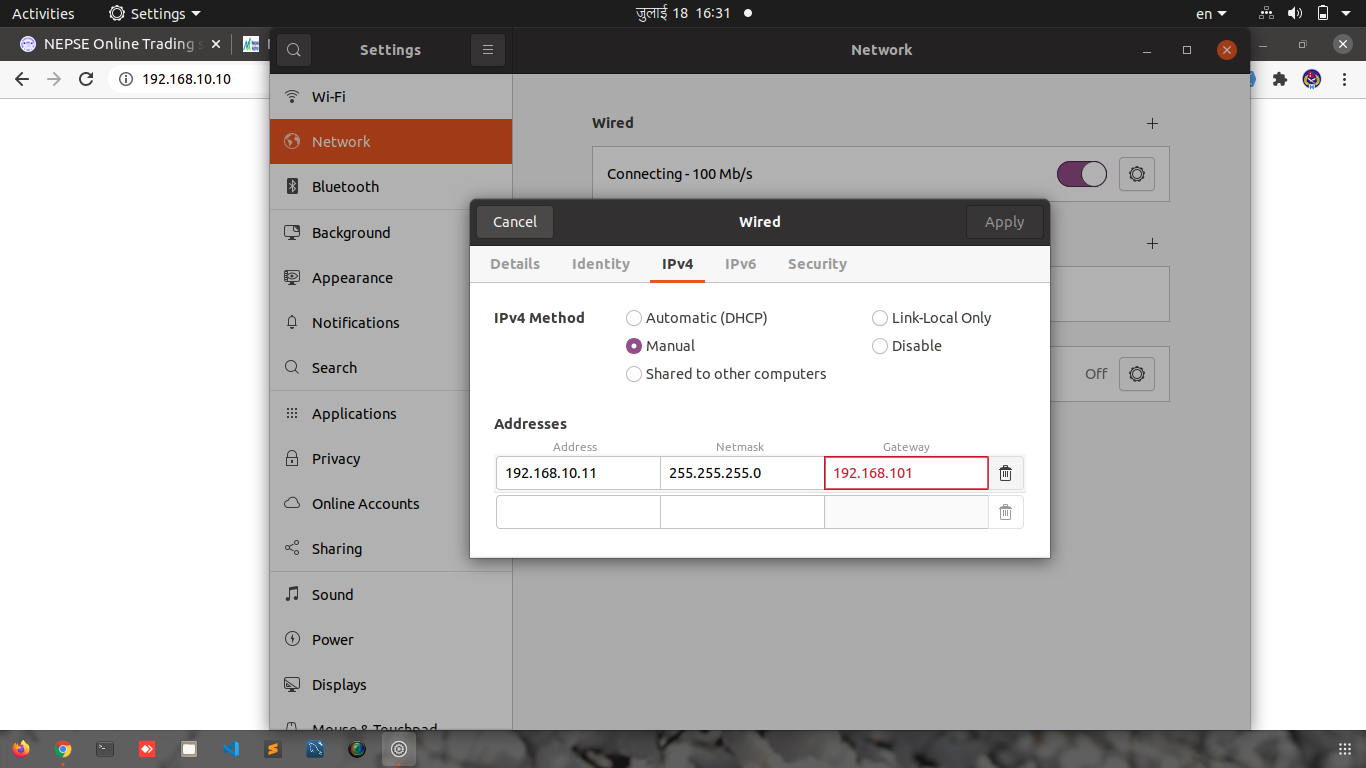 Activities
Settings
जुलाई 18 16:31
en
NEPSE Online Trading
192.168.10.10
Settings
Network
Wi-Fi
Network
Bluetooth
Background
Appearance
Notifications
Search
Applications
Privacy
Online Accounts
Sharing
Sound
Power
Displays
Mouse & Touchpad
Wired
Connecting - 100 Mb/s
Off
Cancel
Wired
Apply
Details
Identity
IPv4
IPv6
Security
IPv4 Method
Automatic (DHCP)
Link-Local Only
Manual
Disable
Shared to other computers
Addresses
Address
Netmask
Gateway
192.168.10.11
255.255.255.0
192.168.101